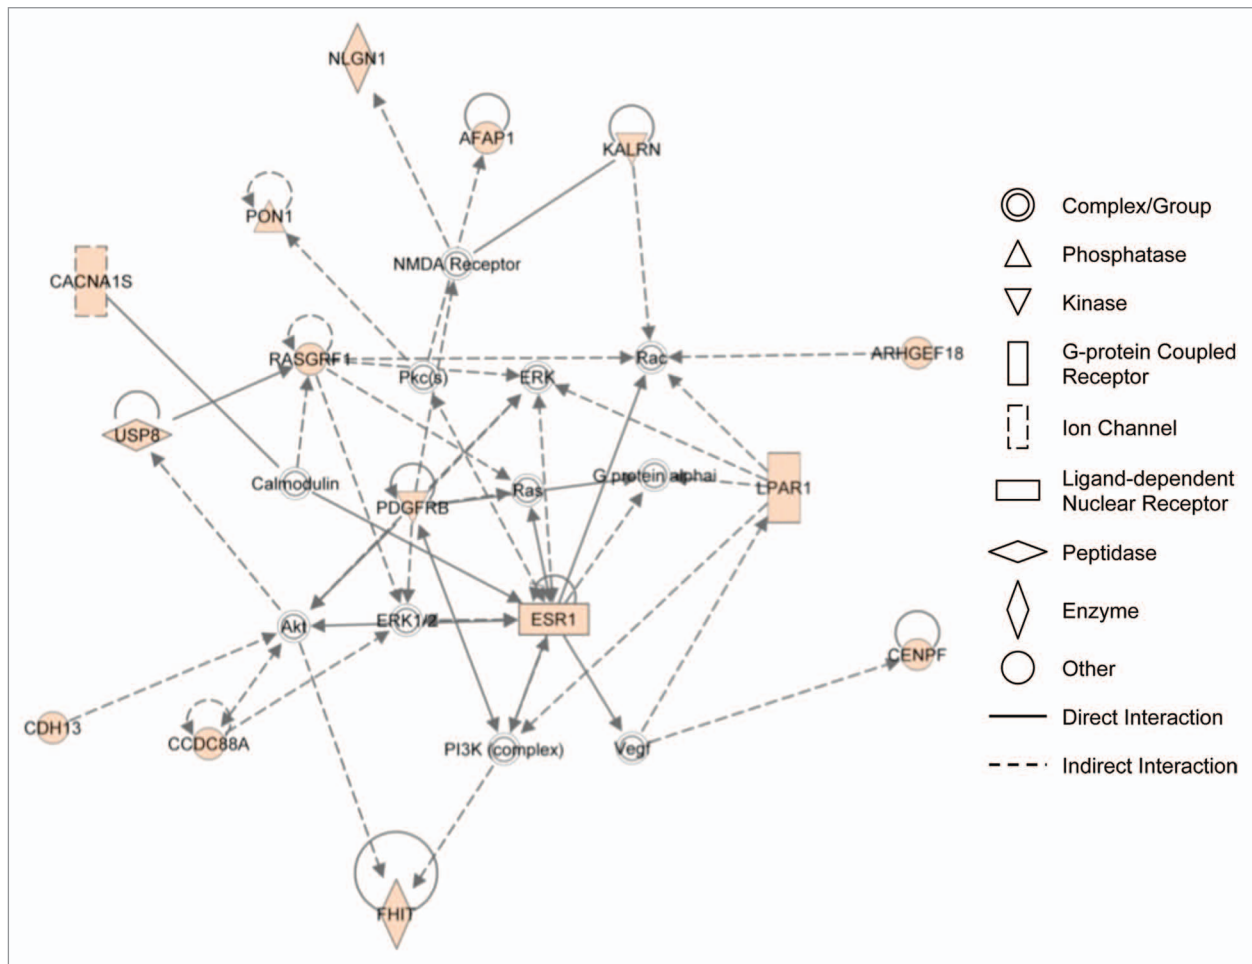 NLGN1
AFAP1
KALRN
PON1
NMDA Receptor
CACNA1S
RASGRF1
Pkc(s)
ERK
Rac
ARHGEF18
USP8
Calmodulin
PDGFRB
Ras
G protein alphai
LPAR1
Akt
ERK1/2
ESR1
CENPF
CDH13
CCDC88A
PI3K (complex)
Vegf
FHIT
Complex/Group
Phosphatase
Kinase
G-protein Coupled
Receptor
Ion Channel
Ligand-dependent
Nuclear Receptor
Peptidase
Enzyme
Other
Direct Interaction
Indirect Interaction